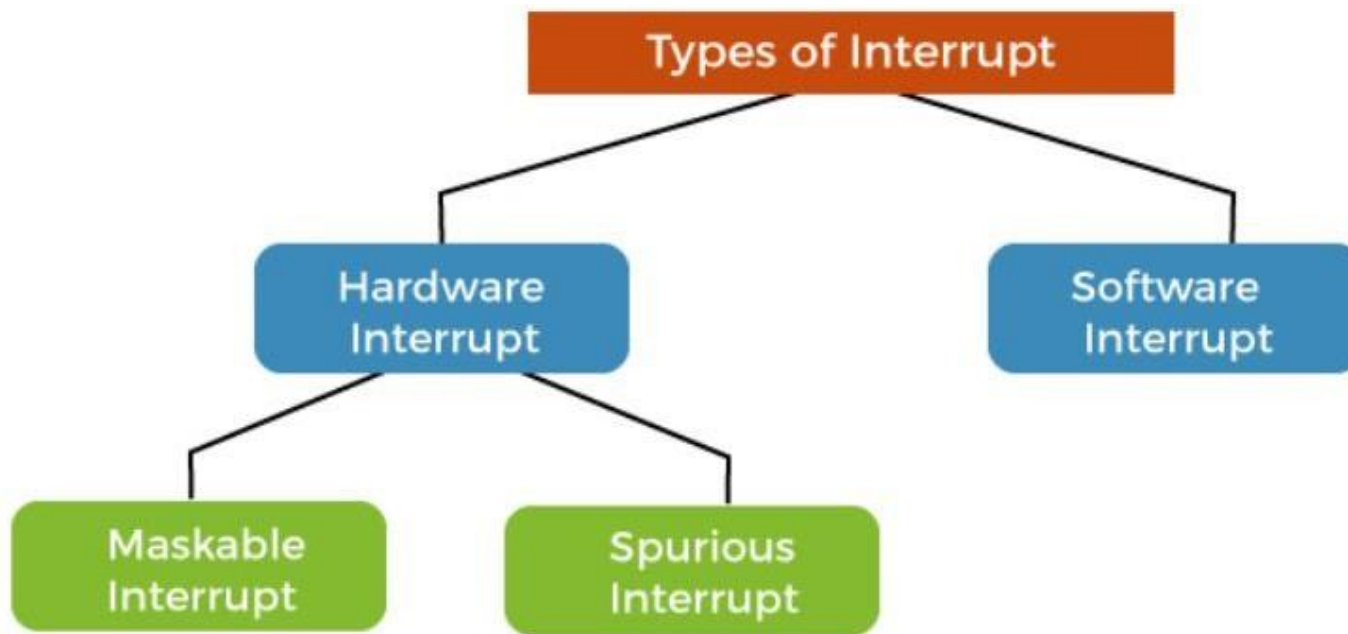 Types of Interrupt
Hardware
Interrupt
Software
Interrupt
Maskable
Interrupt
Spurious
Interrupt